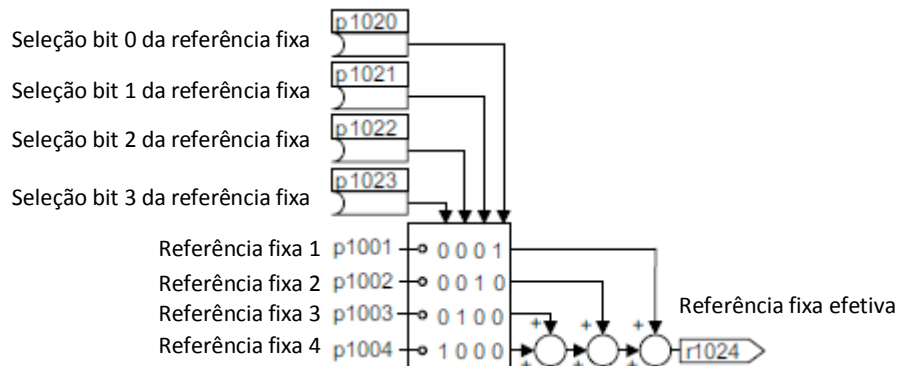 p1020
Seleção bit 0 da referência fixa
p1021
Seleção bit 1 da referência fixa
p1022
Seleção bit 2 da referência fixa
p1023
Seleção bit 3 da referência fixa
Referência fixa 1 p1001 0 0 0 1
Referência fixa 2 p1002 0 0 1 0
Referência fixa 3 p1003 0 1 0 0
Referência fixa efetiva
+ + +
Referência fixa 4 p1004 1 0 0 0 r1024
+ + +